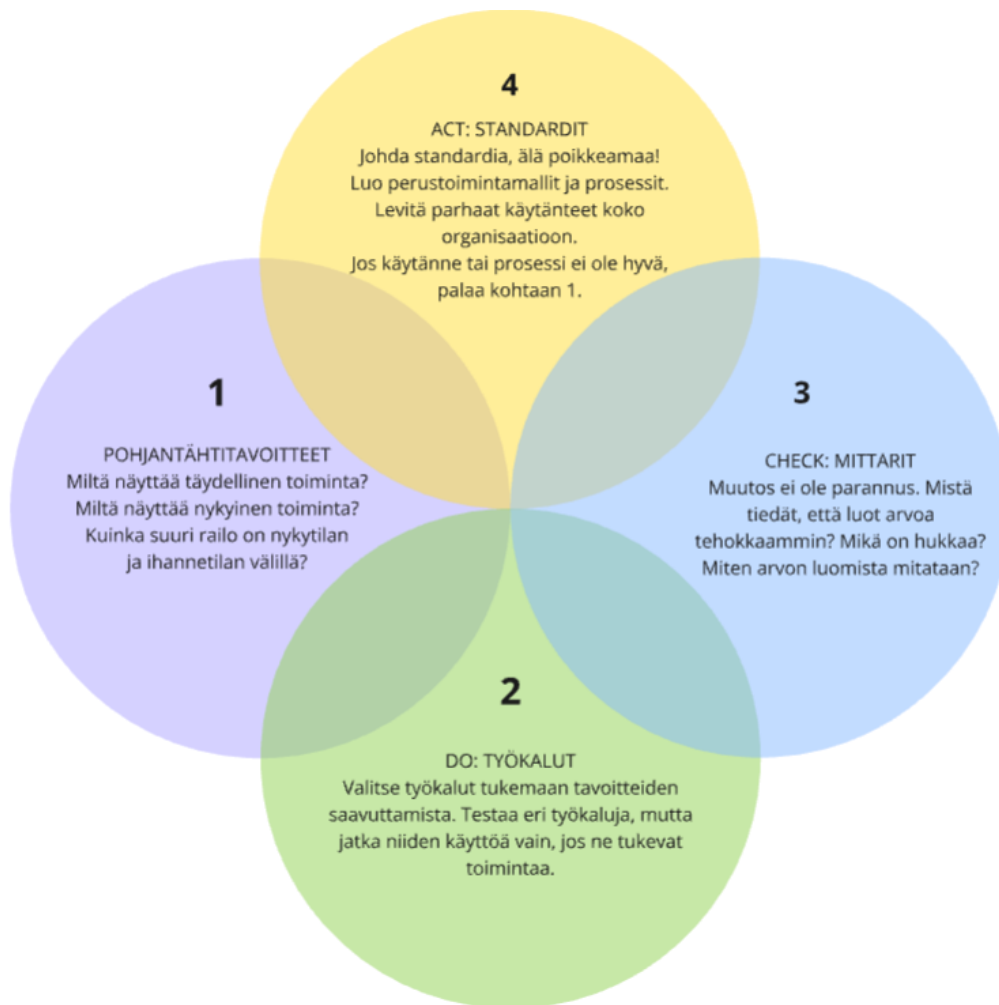 4
ACT: STANDARDIT
Johda standardia, älä poikkeamaa!
Luo perustoimintamallit ja prosessit.
Levitä parhaat käytänteet koko
organisaatioon.
Jos käytänne tai prosessi ei ole hyvä,
palaa kohtaan 1.
1
POHJANTÄHTITAVOITTEET
Miltä näyttää täydellinen toiminta?
Miltä näyttää nykyinen toiminta?
Kuinka suuri railo on nykytilan
ja ihannetilan välillä?
3
CHECK: MITTARIT
Muutos ei ole parannus. Mistä
tiedät, että luot arvoa
tehokkaammin? Mikä on hukkaa?
Miten arvon luomista mitataan?
2
DO: TYÖKALUT
Valitse työkalut tukemaan tavoitteiden
saavuttamista. Testaa eri työkaluja, mutta
jatka niiden käyttöä vain, jos ne tukevat
toimintaa.